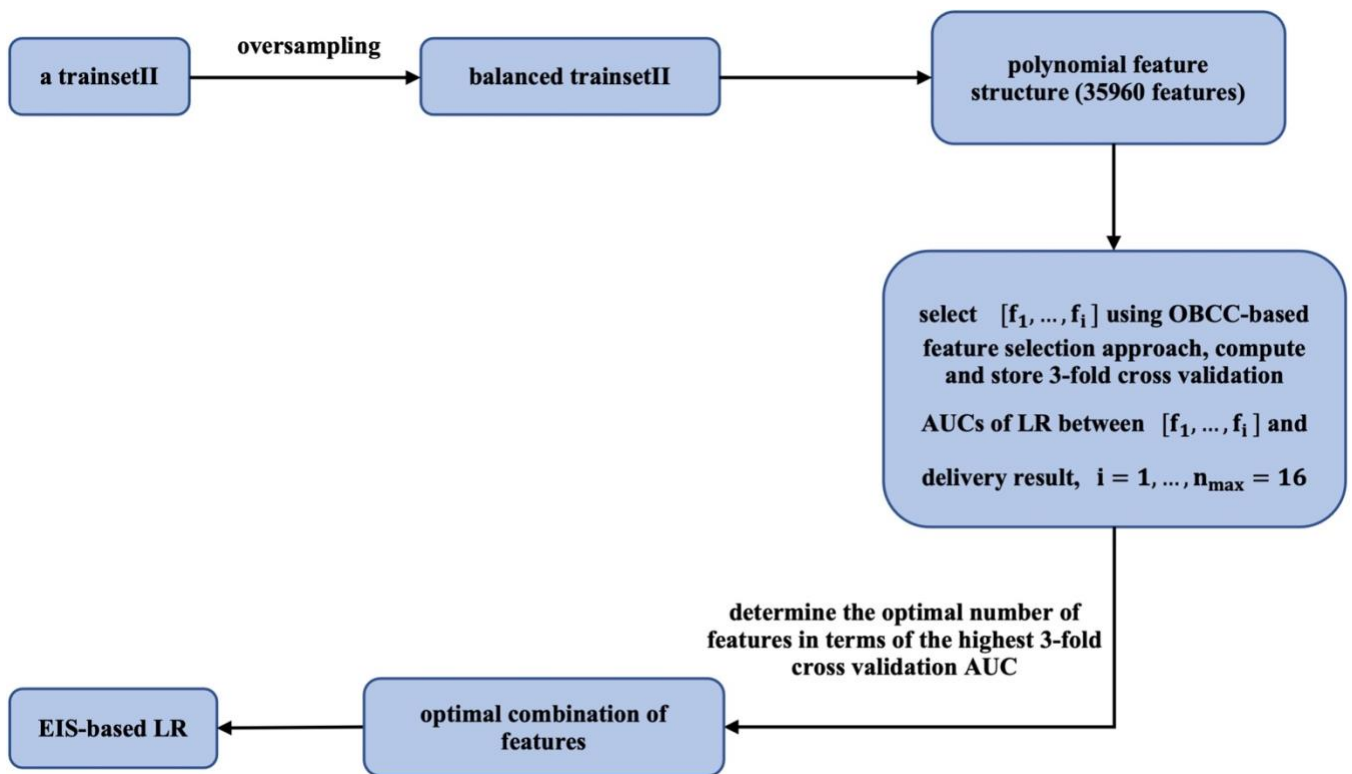 a trainsetII
oversampling
balanced trainsetII
polynomial feature
structure (35960 features)
select [f₁, ..., fᵢ] using OBCC-based
feature selection approach, compute
and store 3-fold cross validation
AUCs of LR between [f₁, ..., fᵢ] and
delivery result, i = 1, ..., nₘₐₓ = 16
determine the optimal number of
features in terms of the highest 3-fold
cross validation AUC
optimal combination of
features
EIS-based LR